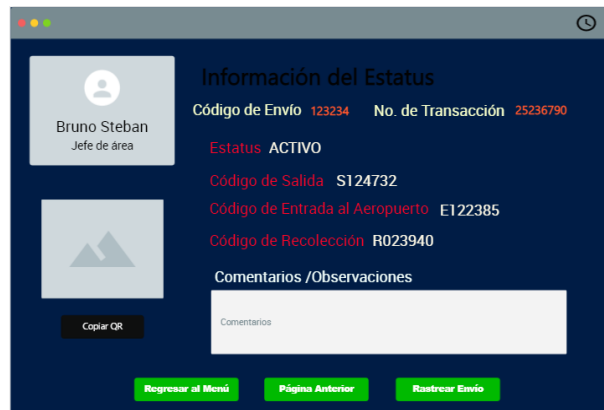 Información del Estatus
Código de Envío 123234 No. de Transacción 25236790
Bruno Steban
Jefe de área
Estatus ACTIVO
Código de Salida S124732
Código de Entrada al Aeropuerto E122385
Código de Recolección R023940
Comentarios /Observaciones
Comentarios
Copiar QR
Regresar al Menú Página Anterior Rastrear Envío